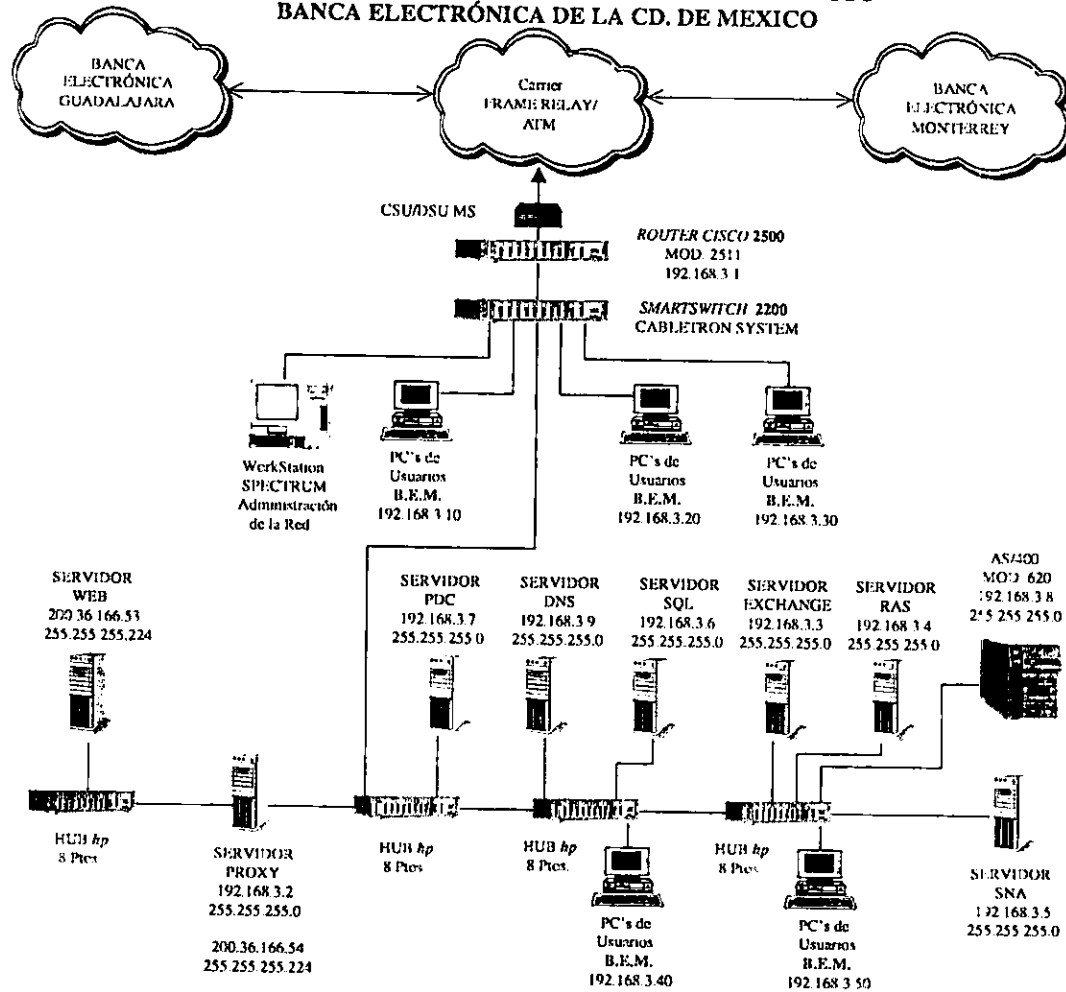 BANCA ELECTRÓNICA DE LA CD. DE MEXICO
BANCA
ELECTRÓNICA
GUADALAJARA
Carrier
FRAME RELAY/
ATM
BANCA
ELECTRÓNICA
MONTERREY
CSU/DSU MS
ROUTER CISCO 2500
MOD. 2511
192.168.3.1
SMARTSWITCH 2200
CABLETRON SYSTEM
WorkStation
SPECTRUM
Administración
de la Red
PC's de
Usuarios
B.E.M.
192.168.3.10
PC's de
Usuarios
B.E.M.
192.168.3.20
PC's de
Usuarios
B.E.M.
192.168.3.30
SERVIDOR
WEB
200.36.166.53
255.255.255.224
SERVIDOR
PDC
192.168.3.7
255.255.255.0
SERVIDOR
DNS
192.168.3.9
255.255.255.0
SERVIDOR
SQL
192.168.3.6
255.255.255.0
SERVIDOR
EXCHANGE
192.168.3.3
255.255.255.0
SERVIDOR
RAS
192.168.3.4
255.255.255.0
AS/400
MOD. 620
192.168.3.8
255.255.255.0
HUB hp
8 Ptos.
SERVIDOR
PROXY
192.168.3.2
255.255.255.0
200.36.166.54
255.255.255.224
HUB hp
8 Ptos.
HUB hp
8 Ptos.
HUB hp
8 Ptos.
PC's de
Usuarios
B.E.M.
192.168.3.40
PC's de
Usuarios
B.E.M.
192.168.3.50
SERVIDOR
SNA
192.168.3.5
255.255.255.0